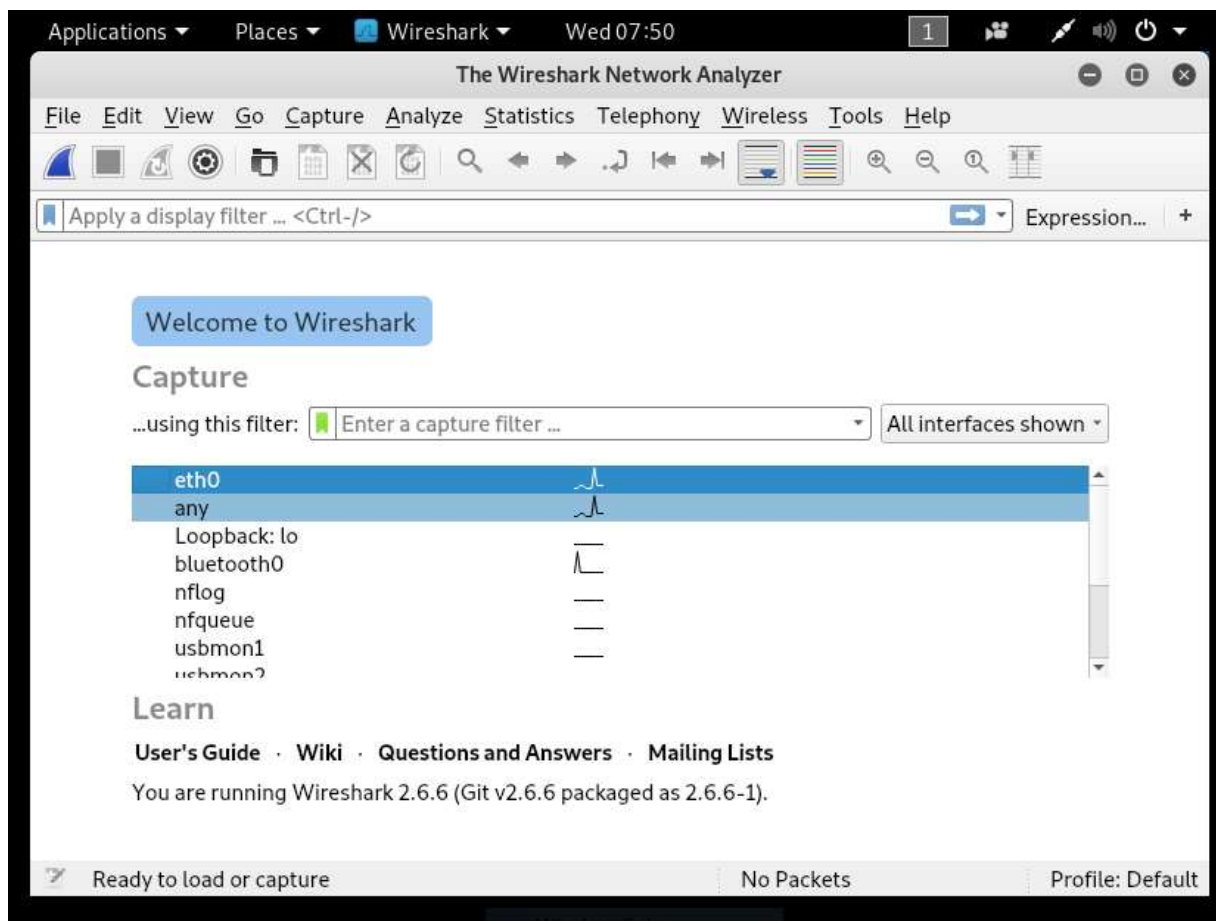 Applications Places Wireshark Wed 07:50 1
The Wireshark Network Analyzer
File Edit View Go Capture Analyze Statistics Telephony Wireless Tools Help
Apply a display filter ... <Ctrl-/> Expression... +
Welcome to Wireshark
Capture
...using this filter: Enter a capture filter ... All interfaces shown
eth0
any
Loopback: lo
bluetooth0
nflog
nfqueue
usbmon1
usbmon2
Learn
User's Guide · Wiki · Questions and Answers · Mailing Lists
You are running Wireshark 2.6.6 (Git v2.6.6 packaged as 2.6.6-1).
Ready to load or capture No Packets Profile: Default